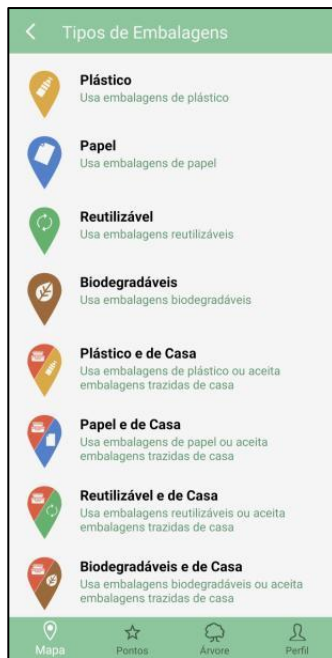 Tipos de Embalagens
Plástico
Usa embalagens de plástico
Papel
Usa embalagens de papel
Reutilizável
Usa embalagens reutilizáveis
Biodegradáveis
Usa embalagens biodegradáveis
Plástico e de Casa
Usa embalagens de plástico ou aceita
embalagens trazidas de casa
Papel e de Casa
Usa embalagens de papel ou aceita
embalagens trazidas de casa
Reutilizável e de Casa
Usa embalagens reutilizáveis ou aceita
embalagens trazidas de casa
Biodegradáveis e de Casa
Usa embalagens biodegradáveis ou aceita
embalagens trazidas de casa
Mapa
Pontos
Árvore
Perfil